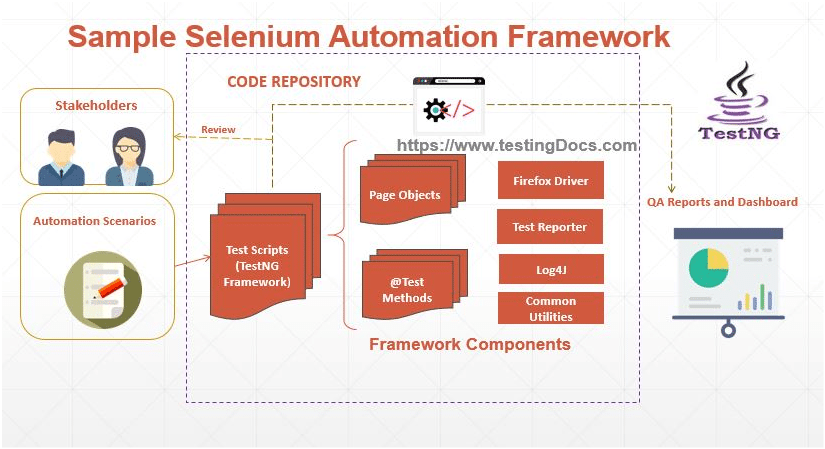 Sample Selenium Automation Framework
CODE REPOSITORY
Stakeholders
Review
</>
TestNG
https://www.testingDocs.com
Automation Scenarios
Test Scripts
(TestNG
Framework)
Page Objects
@Test
Methods
Firefox Driver
Test Reporter
Log4J
Common
Utilities
Framework Components
QA Reports and Dashboard